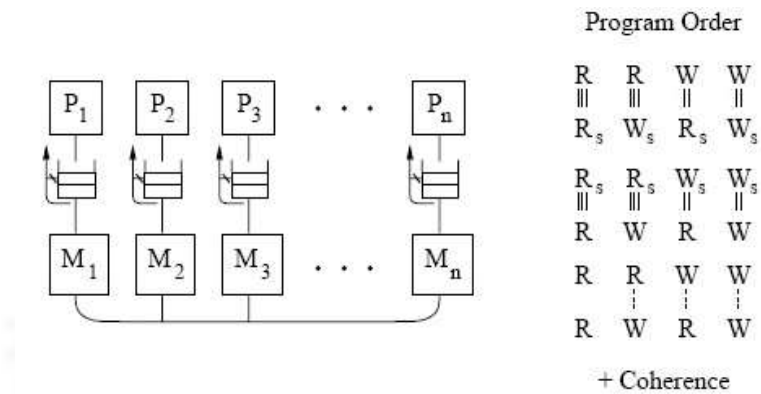 Program Order
P1 P2 P3 . . . Pn
M1 M2 M3 . . . Mn
R R W W
Rs Ws Rs Ws
Rs Rs Ws Ws
R W R W
R R W W
R W R W
+ Coherence